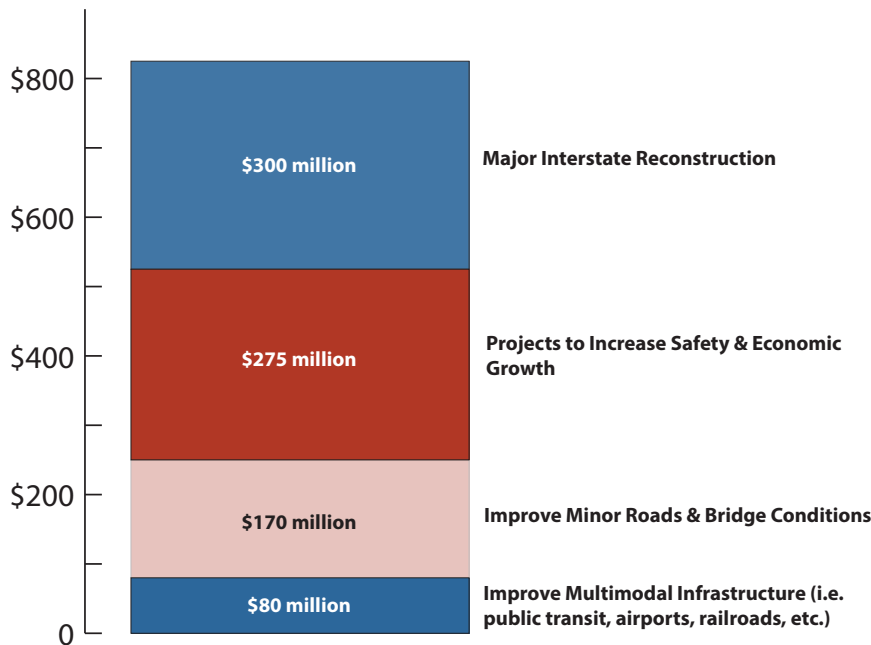 $800
$300 million
Major Interstate Reconstruction
$600
$400
$275 million
Projects to Increase Safety & Economic
Growth
$200
$170 million
Improve Minor Roads & Bridge Conditions
$80 million
Improve Multimodal Infrastructure (i.e.
public transit, airports, railroads, etc.)
0